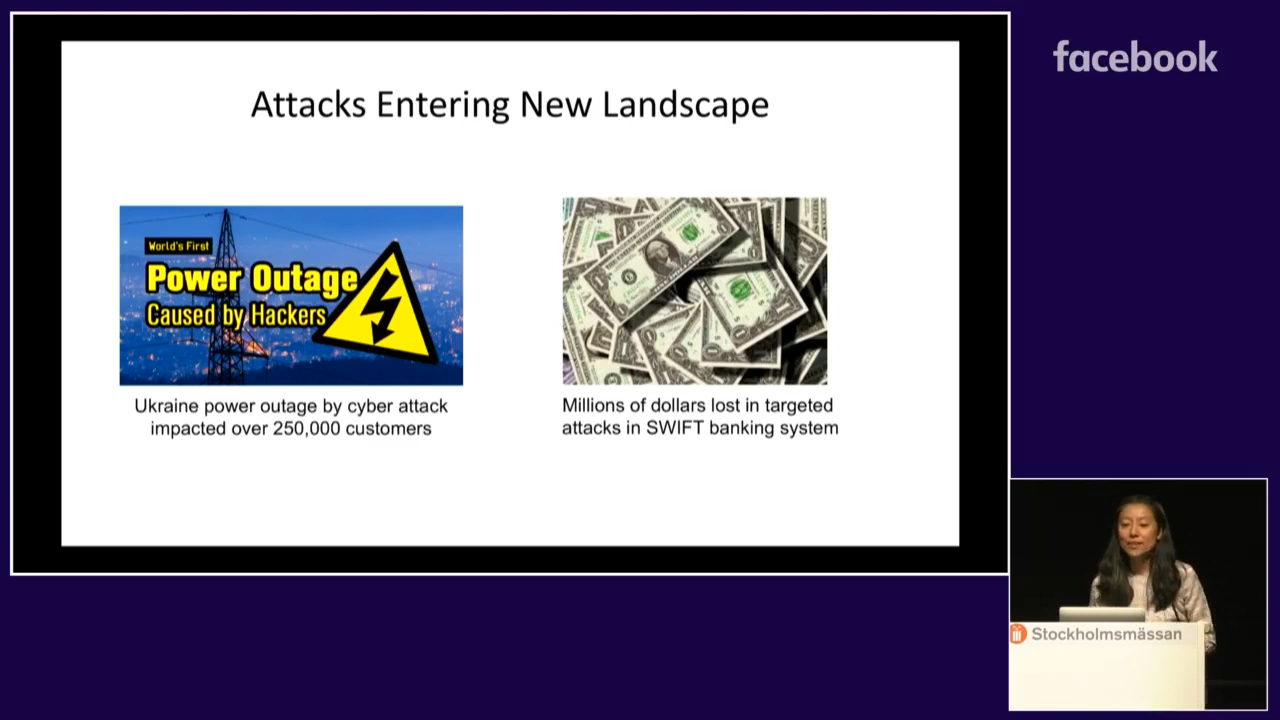 facebook
Attacks Entering New Landscape
World's First
Power Outage
Caused by Hackers
Ukraine power outage by cyber attack
impacted over 250,000 customers
Millions of dollars lost in targeted
attacks in SWIFT banking system
Stockholmsmässan